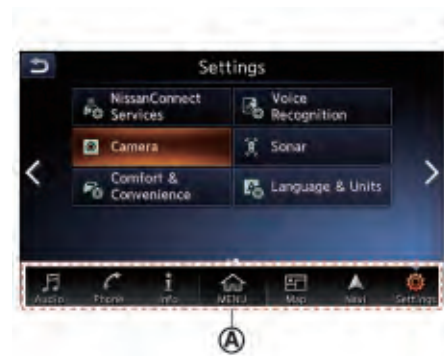 Settings
NissanConnect
Services
Voice
Recognition
Camera
Sonar
Comfort &
Convenience
Language & Units
Audio
Phone
Info
MENU
Map
Navi
Settings
A